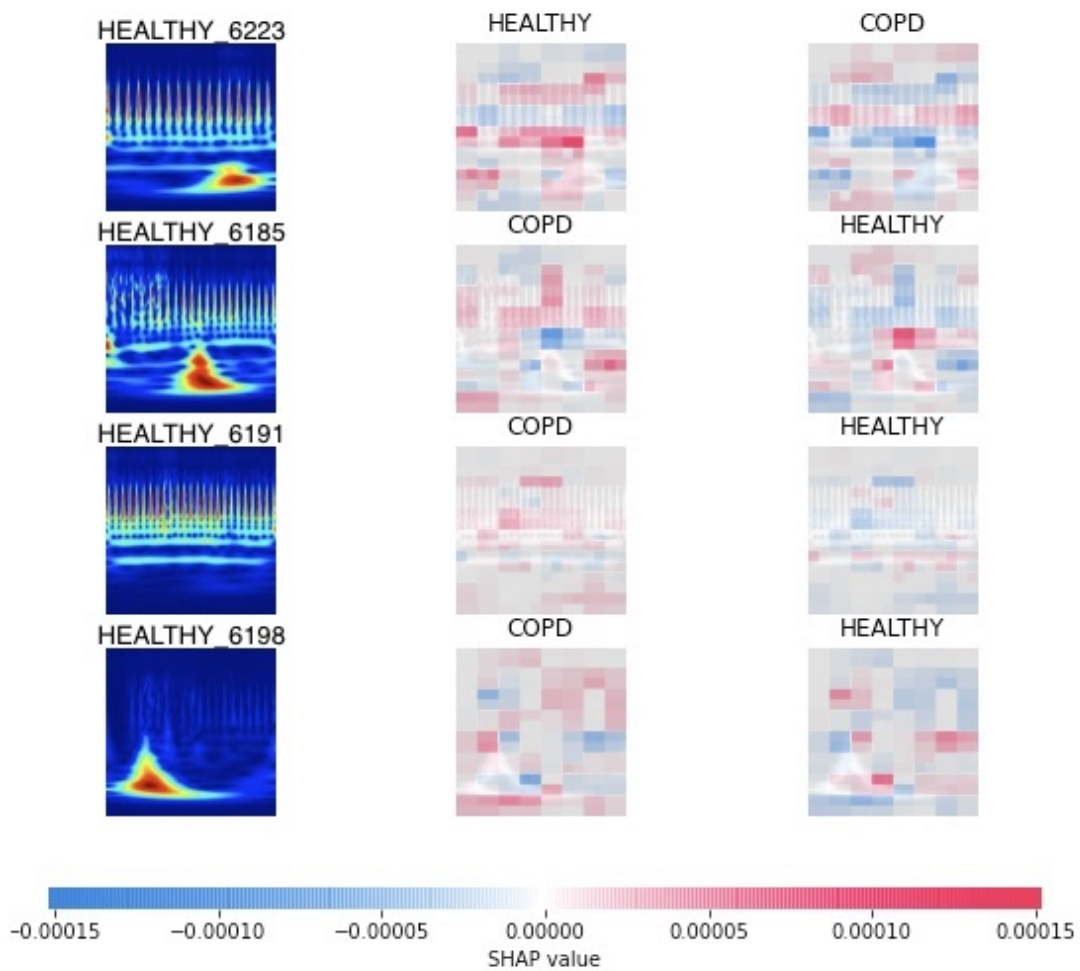 HEALTHY_6223 HEALTHY COPD
HEALTHY_6185 COPD HEALTHY
HEALTHY_6191 COPD HEALTHY
HEALTHY_6198 COPD HEALTHY
−0.00015 −0.00010 −0.00005 0.00000 0.00005 0.00010 0.00015
SHAP value